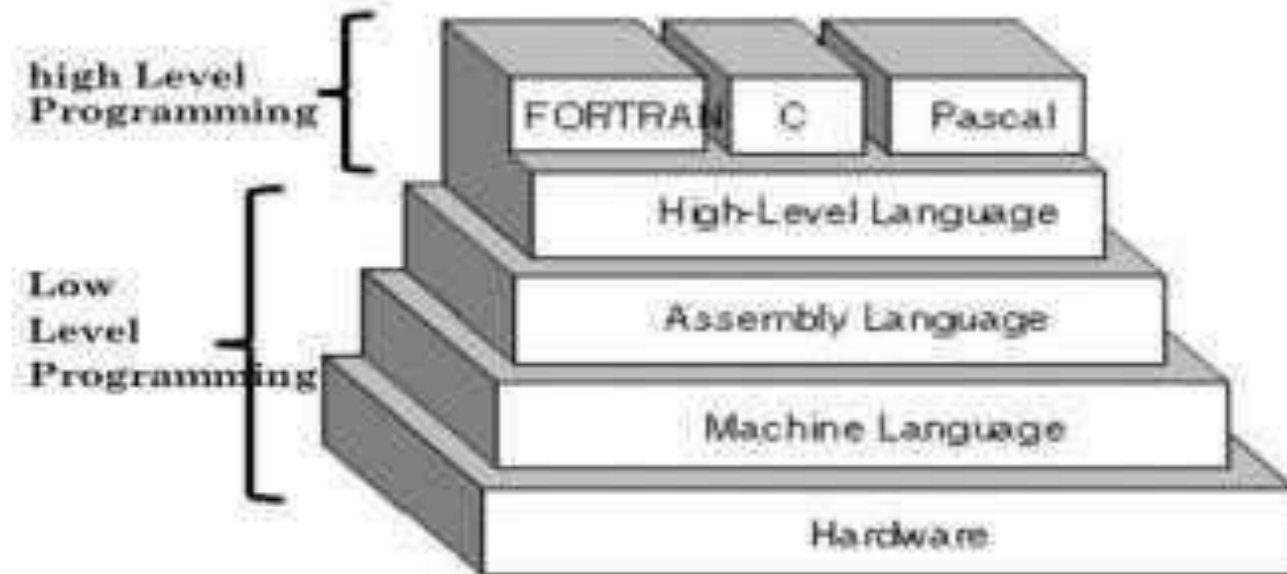 high Level
Programming
FORTRAN C Pascal
High-Level Language
Low
Level
Programming
Assembly Language
Machine Language
Hardware